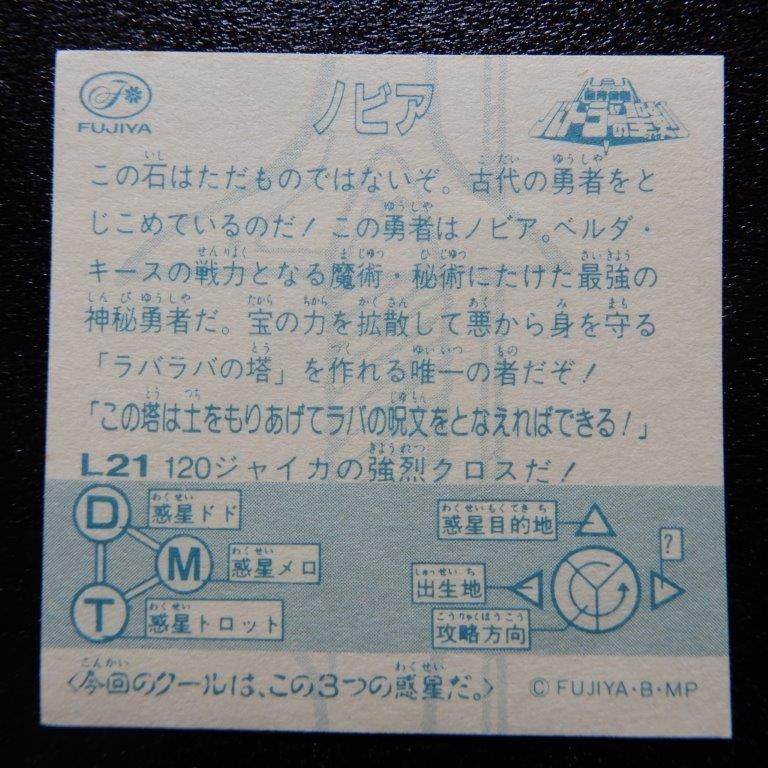 FUJIYA
ノビア
バトラの聖剣
この石はただものではないぞ。古代の勇者をと
じこめているのだ! この勇者はノビア。ベルダ・
キースの戦力となる魔術・秘術にたけた最強の
神秘勇者だ。宝の力を拡散して悪から身を守る
「ラバラバの塔」を作れる唯一の者だぞ!
「この塔は土をもりあげてラバの呪文をとなえればできる!」
L21 120ジャイカの強烈クロスだ!
D 惑星ドド
M 惑星メロ
T 惑星トロット
惑星目的地
?
出生地
攻略方向
〈今回のクールは、この3つの惑星だ。〉
© FUJIYA・B・MP